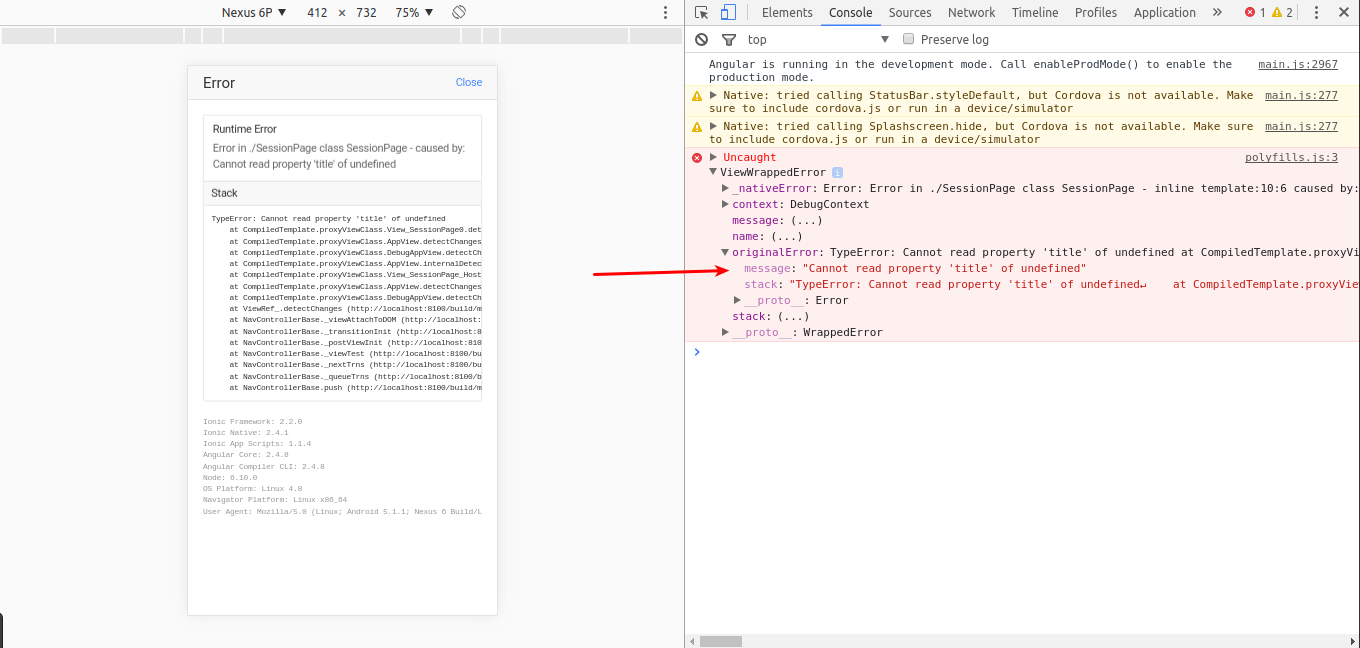 Nexus 6P ▼ 412 × 732 75% ▼
Error
Close
Runtime Error
Error in ./SessionPage class SessionPage - caused by:
Cannot read property 'title' of undefined
Stack
TypeError: Cannot read property 'title' of undefined
at CompiledTemplate.proxyViewClass.View_SessionPage0.det
at CompiledTemplate.proxyViewClass.AppView.detectChanges
at CompiledTemplate.proxyViewClass.DebugAppView.detectCh
at CompiledTemplate.proxyViewClass.AppView.internalDetec
at CompiledTemplate.proxyViewClass.View_SessionPage_Host
at CompiledTemplate.proxyViewClass.AppView.detectChanges
at CompiledTemplate.proxyViewClass.DebugAppView.detectCh
at ViewRef_.detectChanges (http://localhost:8100/build/m
at NavControllerBase._viewAttachToDOM (http://localhost:
at NavControllerBase._transitionInit (http://localhost:8
at NavControllerBase._postViewInit (http://localhost:810
at NavControllerBase._viewTest (http://localhost:8100/bu
at NavControllerBase._nextTrns (http://localhost:8100/bu
at NavControllerBase._queueTrns (http://localhost:8100/b
at NavControllerBase.push (http://localhost:8100/build/m
Ionic Framework: 2.2.0
Ionic Native: 2.4.1
Ionic App Scripts: 1.1.4
Angular Core: 2.4.8
Angular Compiler CLI: 2.4.8
Node: 6.10.0
OS Platform: Linux 4.8
Navigator Platform: Linux x86_64
User Agent: Mozilla/5.0 (Linux; Android 5.1.1; Nexus 6 Build/L
Elements Console Sources Network Timeline Profiles Application » 1 2
top ▼ Preserve log
Angular is running in the development mode. Call enableProdMode() to enable the main.js:2967
production mode.
▶ Native: tried calling StatusBar.styleDefault, but Cordova is not available. Make main.js:277
sure to include cordova.js or run in a device/simulator
▶ Native: tried calling Splashscreen.hide, but Cordova is not available. Make sure main.js:277
to include cordova.js or run in a device/simulator
▶ Uncaught polyfills.js:3
▼ViewWrappedError i
▶_nativeError: Error: Error in ./SessionPage class SessionPage - inline template:10:6 caused by:
▶context: DebugContext
message: (...)
name: (...)
▼originalError: TypeError: Cannot read property 'title' of undefined at CompiledTemplate.proxyVi
message: "Cannot read property 'title' of undefined"
stack: "TypeError: Cannot read property 'title' of undefined↵ at CompiledTemplate.proxyVie
▶__proto__: Error
stack: (...)
▶__proto__: WrappedError